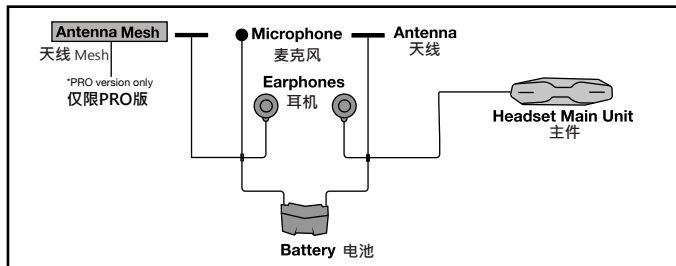 Antenna Mesh
天线 Mesh
*PRO version only
仅限PRO版
Microphone
麦克风
Antenna
天线
Earphones
耳机
Headset Main Unit
主件
Battery 电池